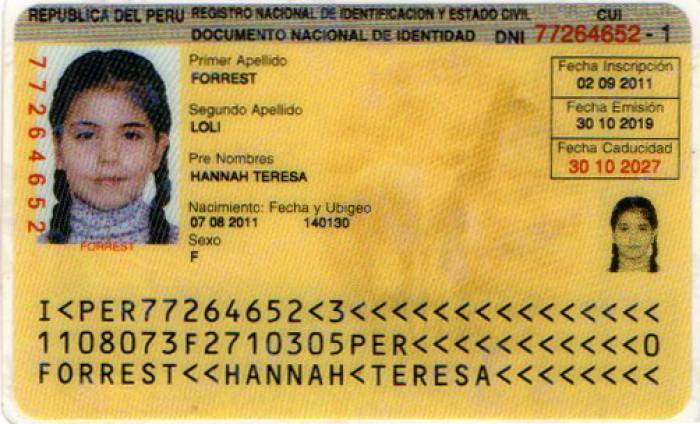 REPUBLICA DEL PERU REGISTRO NACIONAL DE IDENTIFICACION Y ESTADO CIVIL CUI
DOCUMENTO NACIONAL DE IDENTIDAD DNI 77264652 - 1
77264652
Primer Apellido
FORREST
Segundo Apellido
LOLI
Pre Nombres
HANNAH TERESA
Nacimiento: Fecha y Ubigeo
07 08 2011 140130
Sexo
F
FORREST
Fecha Inscripción
02 09 2011
Fecha Emisión
30 10 2019
Fecha Caducidad
30 10 2027
I<PER77264652<3<<<<<<<<<<<<<<<
1108073F2710305PER<<<<<<<<<<<0
FORREST<<HANNAH<TERESA<<<<<<<<